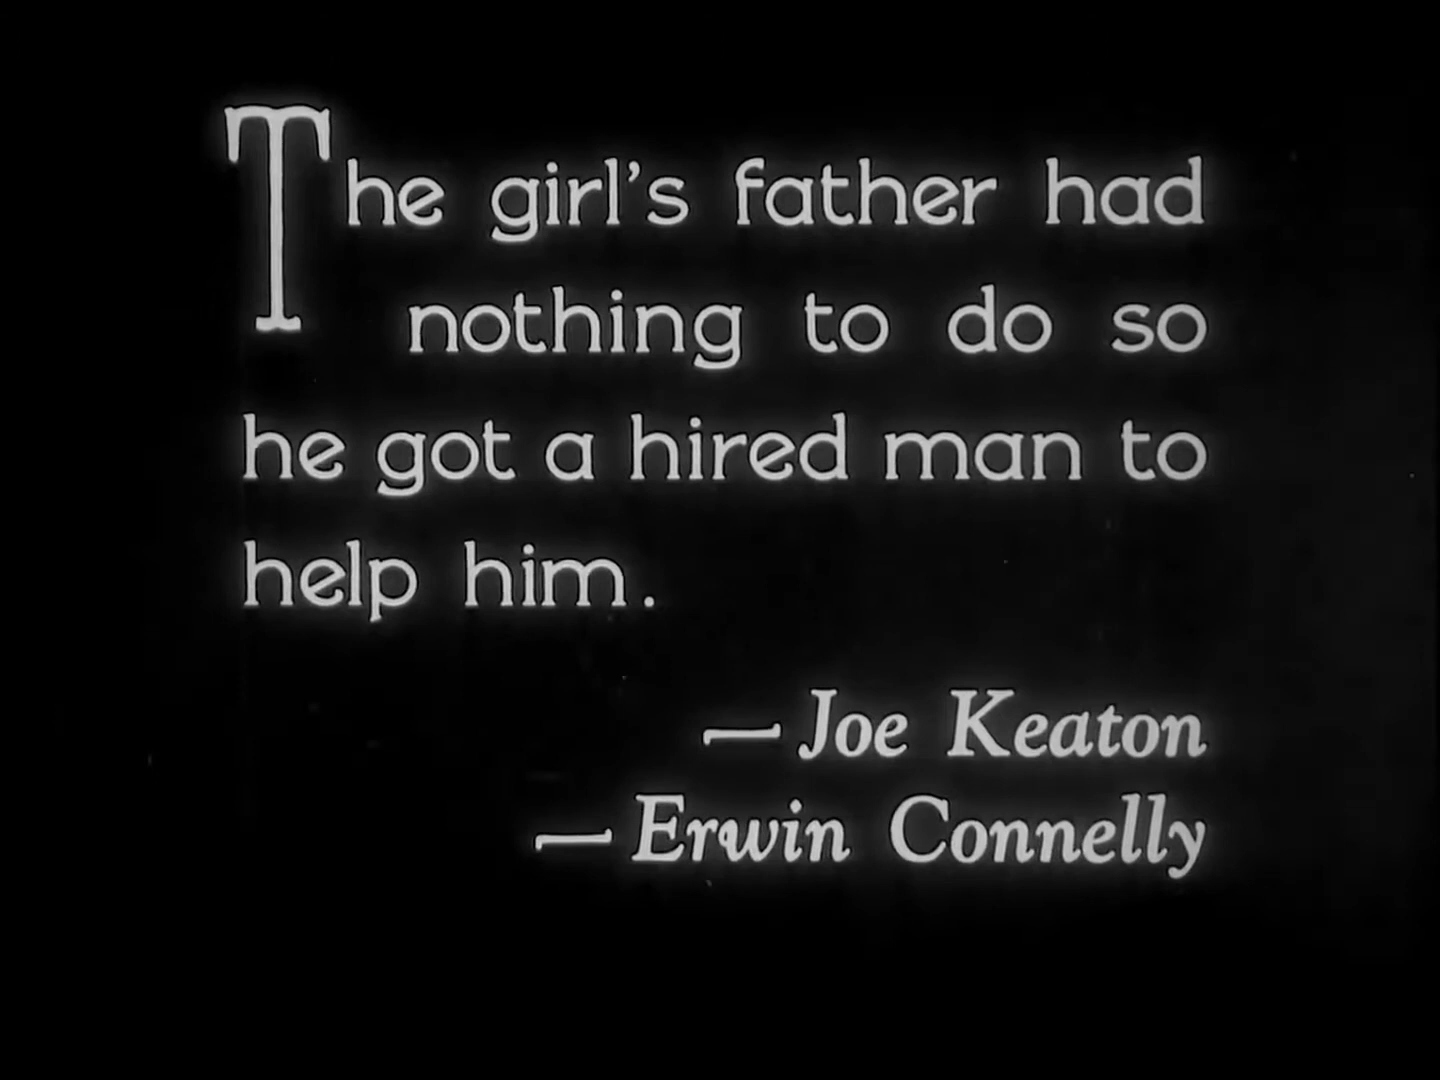 The girl's father had
nothing to do so
he got a hired man to
help him.
— Joe Keaton
— Erwin Connelly